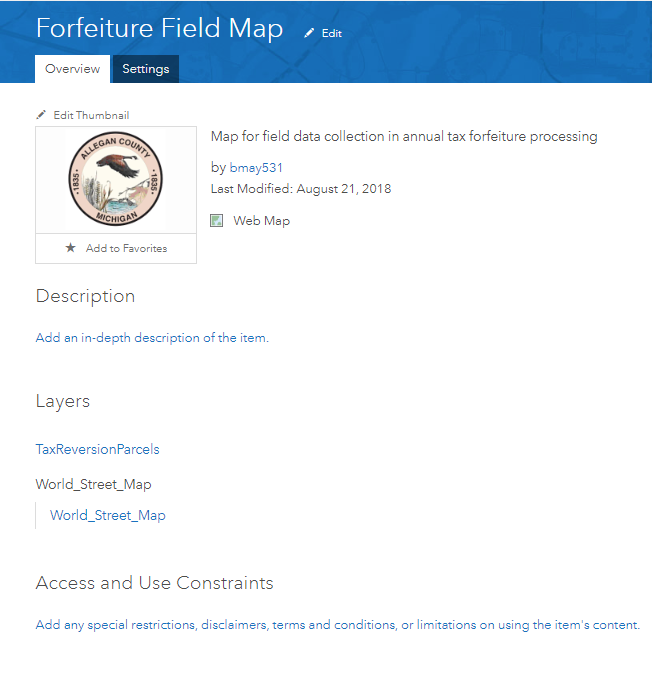 Forfeiture Field Map Edit
Overview Settings
Edit Thumbnail
ALLEGAN COUNTY
1835 1835
MICHIGAN
Add to Favorites
Map for field data collection in annual tax forfeiture processing
by bmay531
Last Modified: August 21, 2018
Web Map
Description
Add an in-depth description of the item.
Layers
TaxReversionParcels
World_Street_Map
World_Street_Map
Access and Use Constraints
Add any special restrictions, disclaimers, terms and conditions, or limitations on using the item's content.